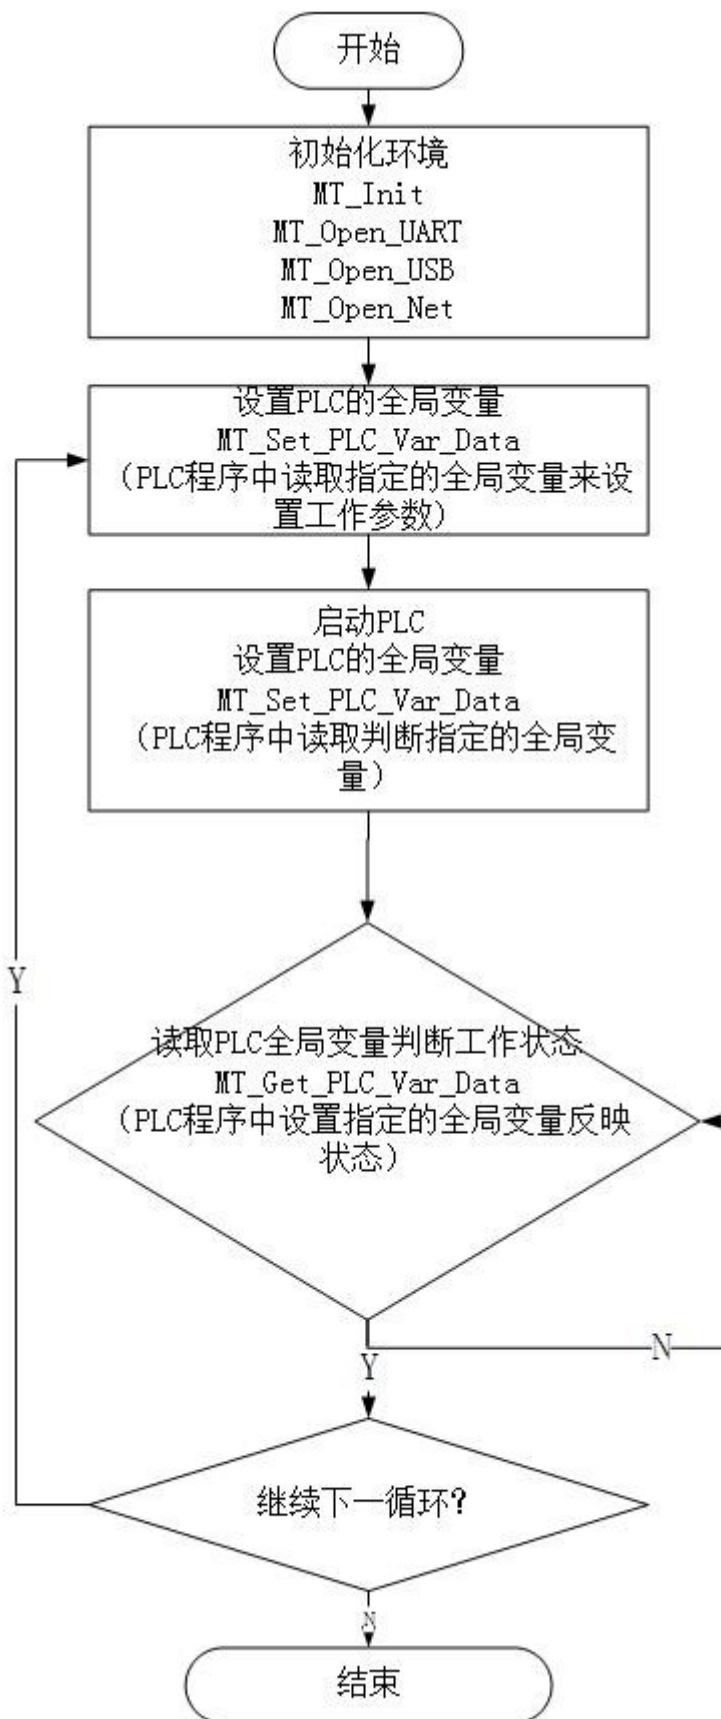 开始
初始化环境
MT_Init
MT_Open_UART
MT_Open_USB
MT_Open_Net
设置PLC的全局变量
MT_Set_PLC_Var_Data
（PLC程序中读取指定的全局变量来设
置工作参数）
启动PLC
设置PLC的全局变量
MT_Set_PLC_Var_Data
（PLC程序中读取判断指定的全局变
量）
Y
读取PLC全局变量判断工作状态
MT_Get_PLC_Var_Data
（PLC程序中设置指定的全局变量反映
状态）
N
Y
继续下一循环?
N
结束